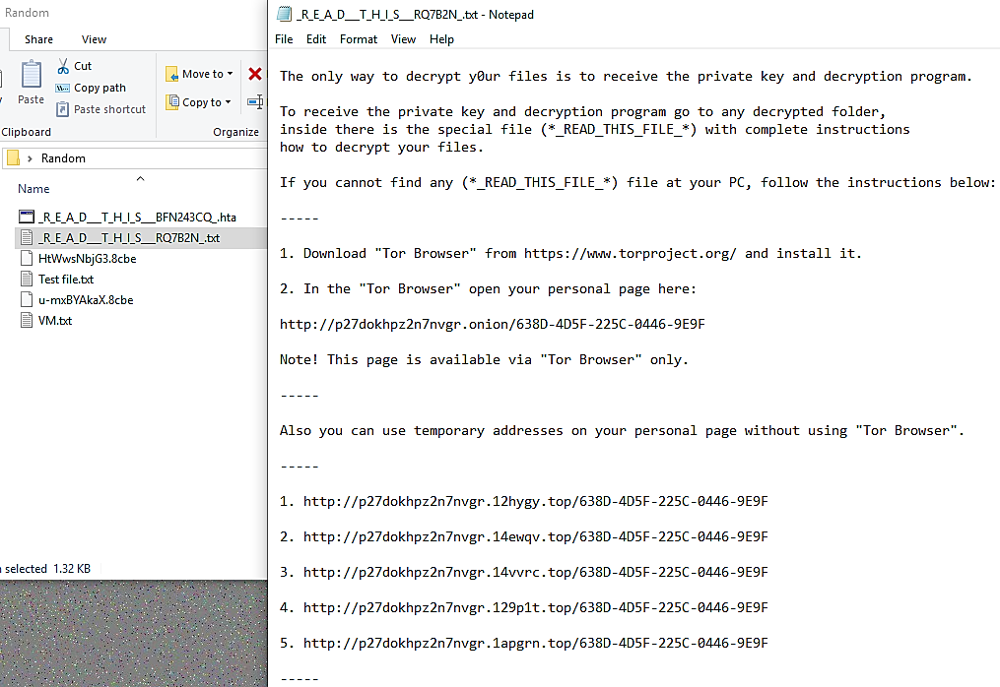 Random
Share View
Cut
Copy path
Paste
Paste shortcut
Move to
Copy to
Clipboard
Organize
Random
Name
_R_E_A_D___T_H_I_S___BFN243CQ_.hta
_R_E_A_D___T_H_I_S___RQ7B2N_.txt
HtWwsNbjG3.8cbe
Test file.txt
u-mxBYAkaX.8cbe
VM.txt
selected 1.32 KB
_R_E_A_D___T_H_I_S___RQ7B2N_.txt - Notepad
File Edit Format View Help
The only way to decrypt y0ur files is to receive the private key and decryption program.
To receive the private key and decryption program go to any decrypted folder,
inside there is the special file (*_READ_THIS_FILE_*) with complete instructions
how to decrypt your files.
If you cannot find any (*_READ_THIS_FILE_*) file at your PC, follow the instructions below:
-----
1. Download "Tor Browser" from https://www.torproject.org/ and install it.
2. In the "Tor Browser" open your personal page here:
http://p27dokhpz2n7nvgr.onion/638D-4D5F-225C-0446-9E9F
Note! This page is available via "Tor Browser" only.
-----
Also you can use temporary addresses on your personal page without using "Tor Browser".
-----
1. http://p27dokhpz2n7nvgr.12hygy.top/638D-4D5F-225C-0446-9E9F
2. http://p27dokhpz2n7nvgr.14ewqv.top/638D-4D5F-225C-0446-9E9F
3. http://p27dokhpz2n7nvgr.14vvrc.top/638D-4D5F-225C-0446-9E9F
4. http://p27dokhpz2n7nvgr.129p1t.top/638D-4D5F-225C-0446-9E9F
5. http://p27dokhpz2n7nvgr.1apgrn.top/638D-4D5F-225C-0446-9E9F
-----